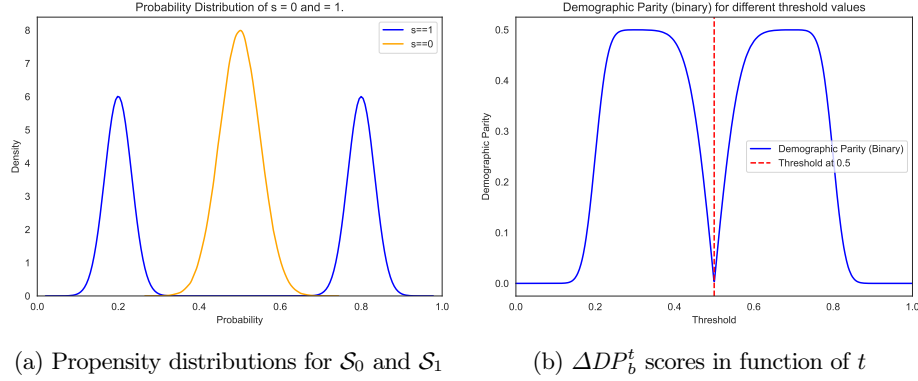 Probability Distribution of s = 0 and = 1.
s==1
s==0
Density
8
7
6
5
4
3
2
1
0
0.0 0.2 0.4 0.6 0.8 1.0
Probability
(a) Propensity distributions for 𝒮₀ and 𝒮₁
Demographic Parity (binary) for different threshold values
Demographic Parity (Binary)
Threshold at 0.5
Demographic Parity
0.5
0.4
0.3
0.2
0.1
0.0
0.0 0.2 0.4 0.6 0.8 1.0
Threshold
(b) ΔDPᵇᵗ scores in function of t